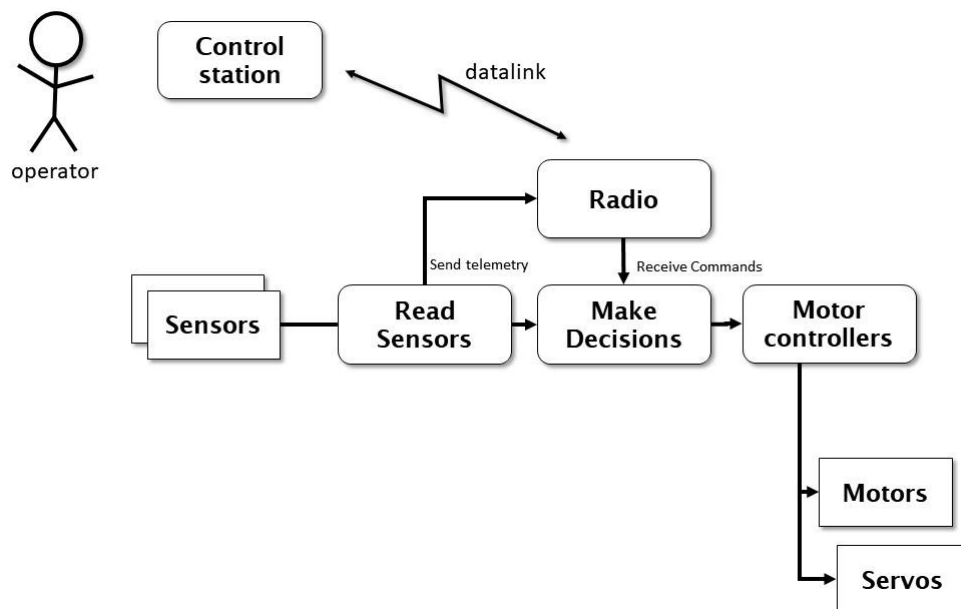 Control
station
datalink
operator
Radio
Send telemetry
Receive Commands
Sensors
Read
Sensors
Make
Decisions
Motor
controllers
Motors
Servos